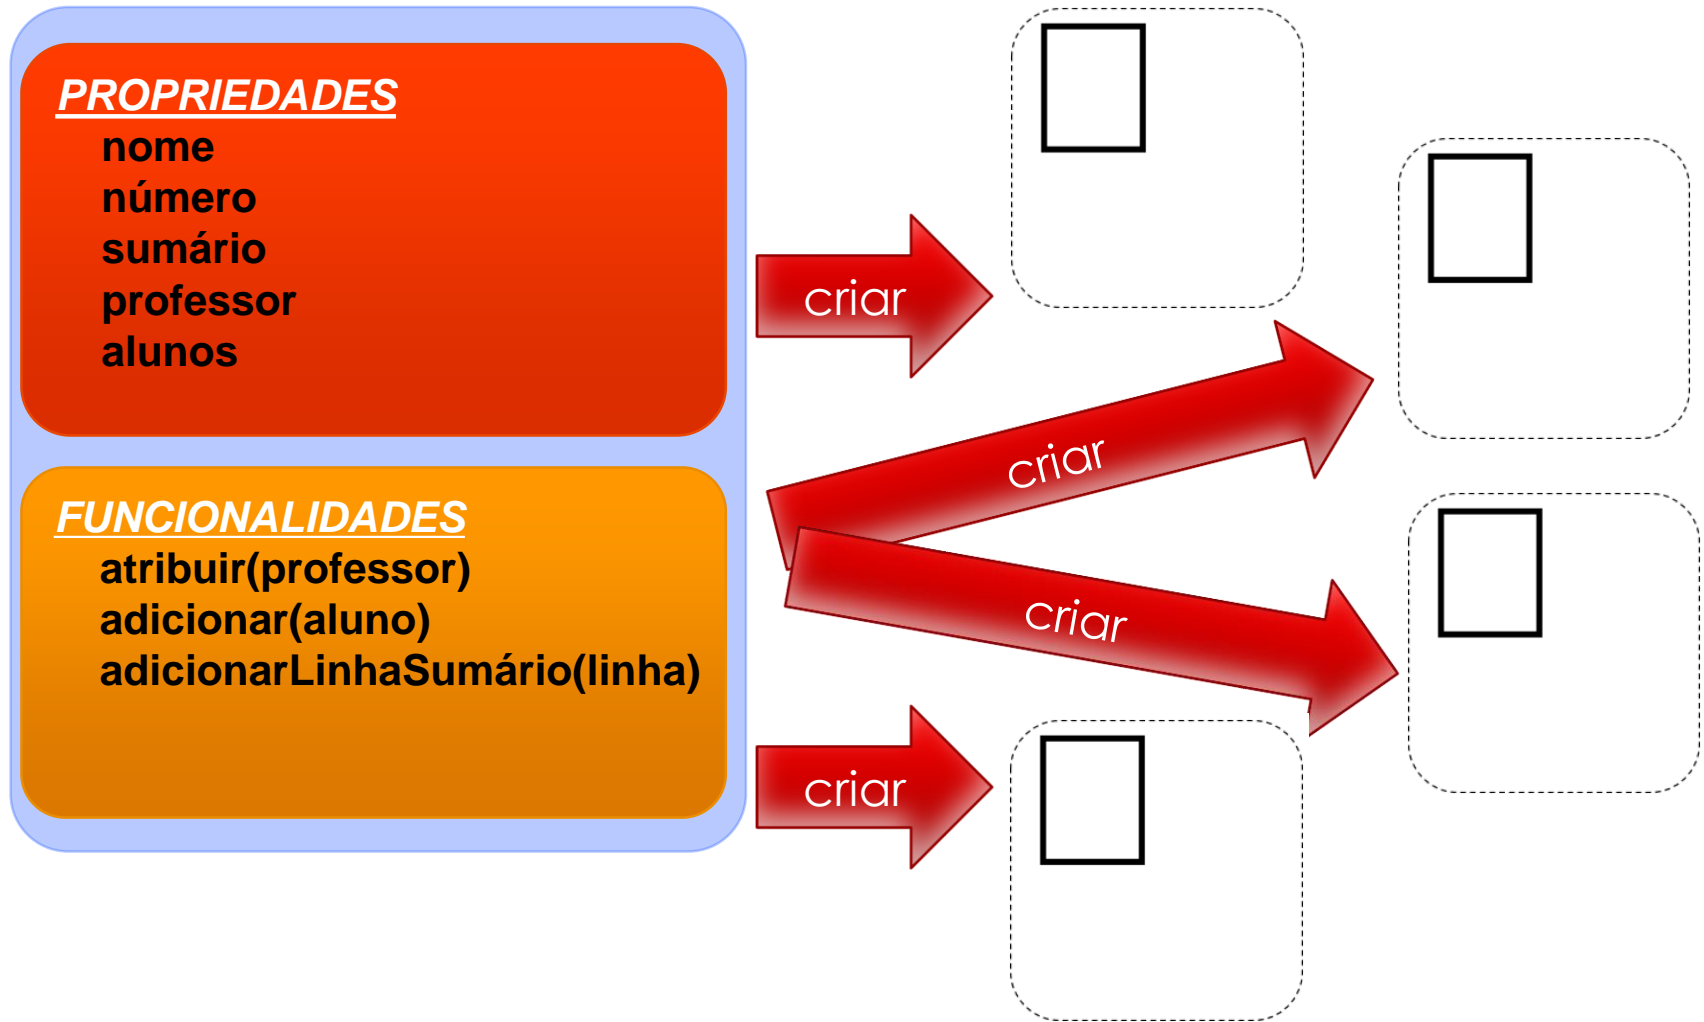 PROPRIEDADES
nome
número
sumário
professor
alunos
FUNCIONALIDADES
atribuir(professor)
adicionar(aluno)
adicionarLinhaSumário(linha)
criar
criar
criar
criar